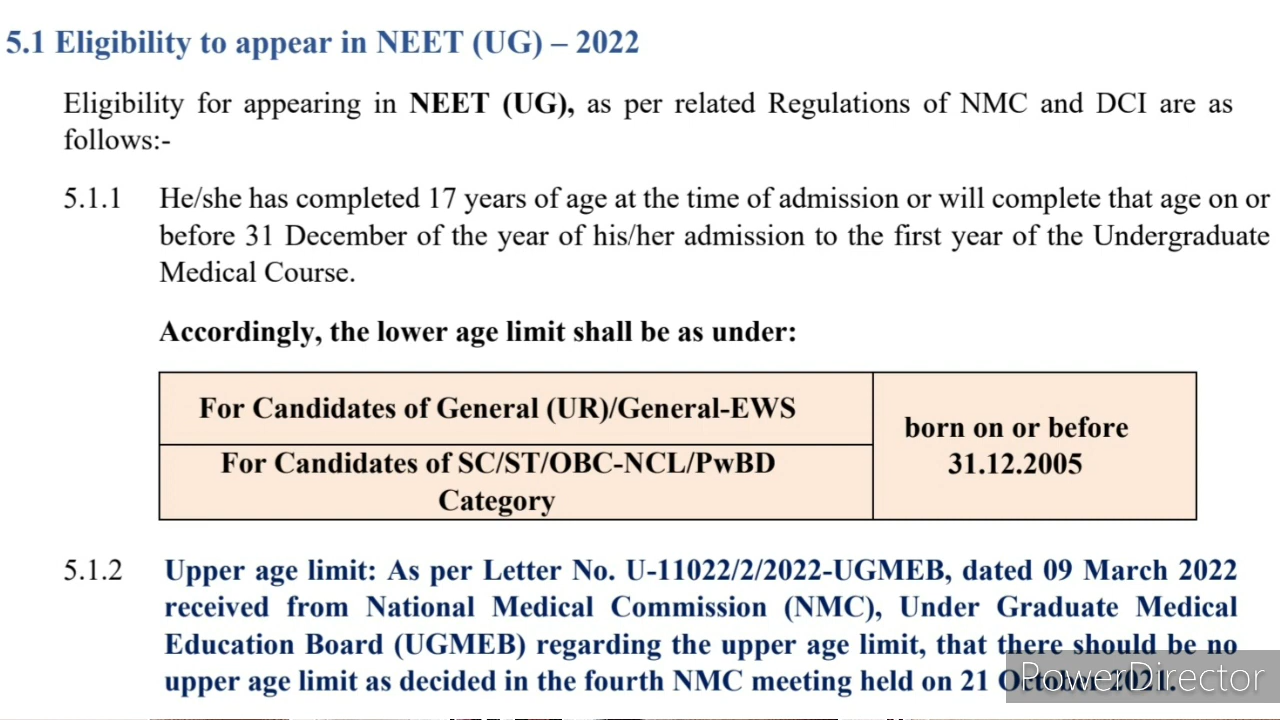 5.1 Eligibility to appear in NEET (UG) – 2022
Eligibility for appearing in NEET (UG), as per related Regulations of NMC and DCI are as
follows:-
5.1.1 He/she has completed 17 years of age at the time of admission or will complete that age on or
before 31 December of the year of his/her admission to the first year of the Undergraduate
Medical Course.
Accordingly, the lower age limit shall be as under:
For Candidates of General (UR)/General-EWS
For Candidates of SC/ST/OBC-NCL/PwBD
Category
born on or before
31.12.2005
5.1.2 Upper age limit: As per Letter No. U-11022/2/2022-UGMEB, dated 09 March 2022
received from National Medical Commission (NMC), Under Graduate Medical
Education Board (UGMEB) regarding the upper age limit, that there should be no
upper age limit as decided in the fourth NMC meeting held on 21 October 2021.
PowerDirector